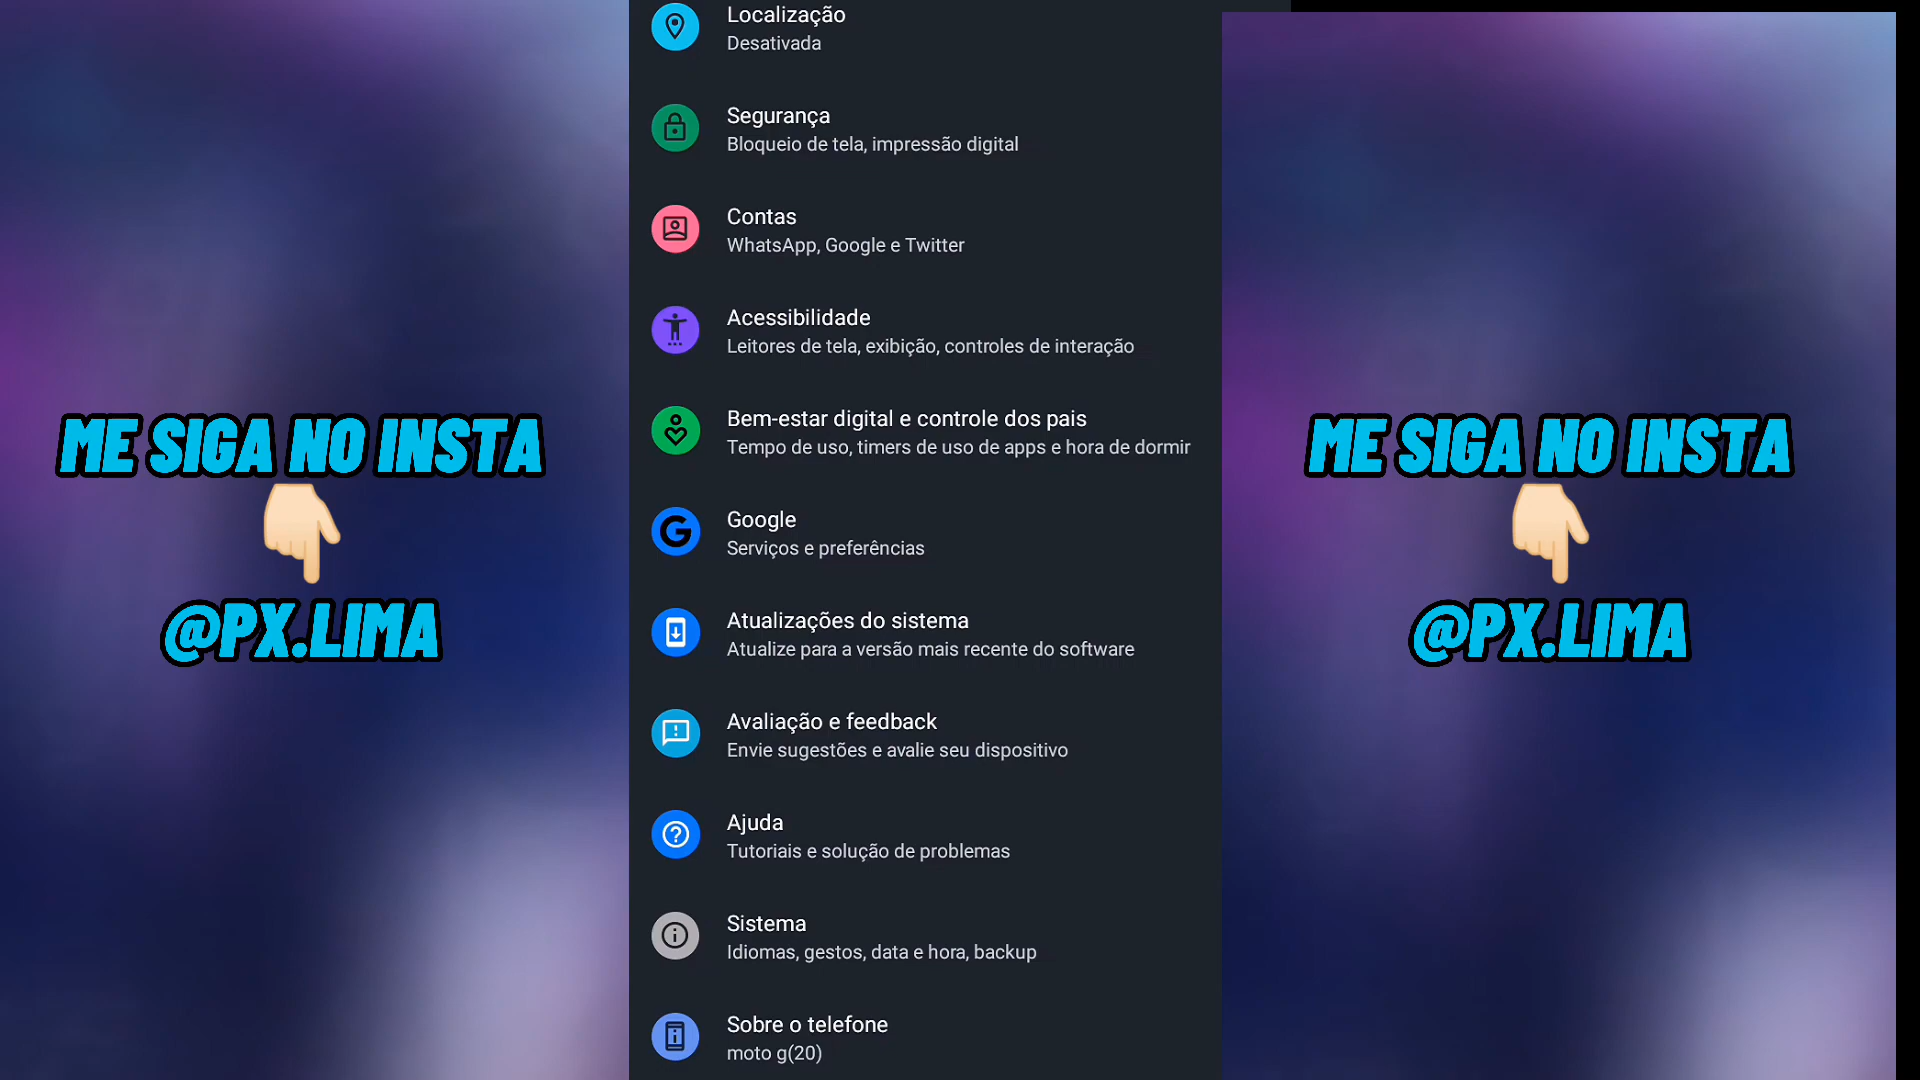 ME SIGA NO INSTA
@PX.LIMA
Localização
Desativada
Segurança
Bloqueio de tela, impressão digital
Contas
WhatsApp, Google e Twitter
Acessibilidade
Leitores de tela, exibição, controles de interação
Bem-estar digital e controle dos pais
Tempo de uso, timers de uso de apps e hora de dormir
Google
Serviços e preferências
Atualizações do sistema
Atualize para a versão mais recente do software
Avaliação e feedback
Envie sugestões e avalie seu dispositivo
Ajuda
Tutoriais e solução de problemas
Sistema
Idiomas, gestos, data e hora, backup
Sobre o telefone
moto g(20)
ME SIGA NO INSTA
@PX.LIMA